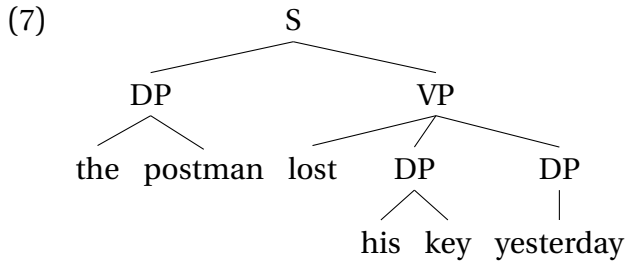 (7) S
DP VP
the postman lost DP DP
his key yesterday